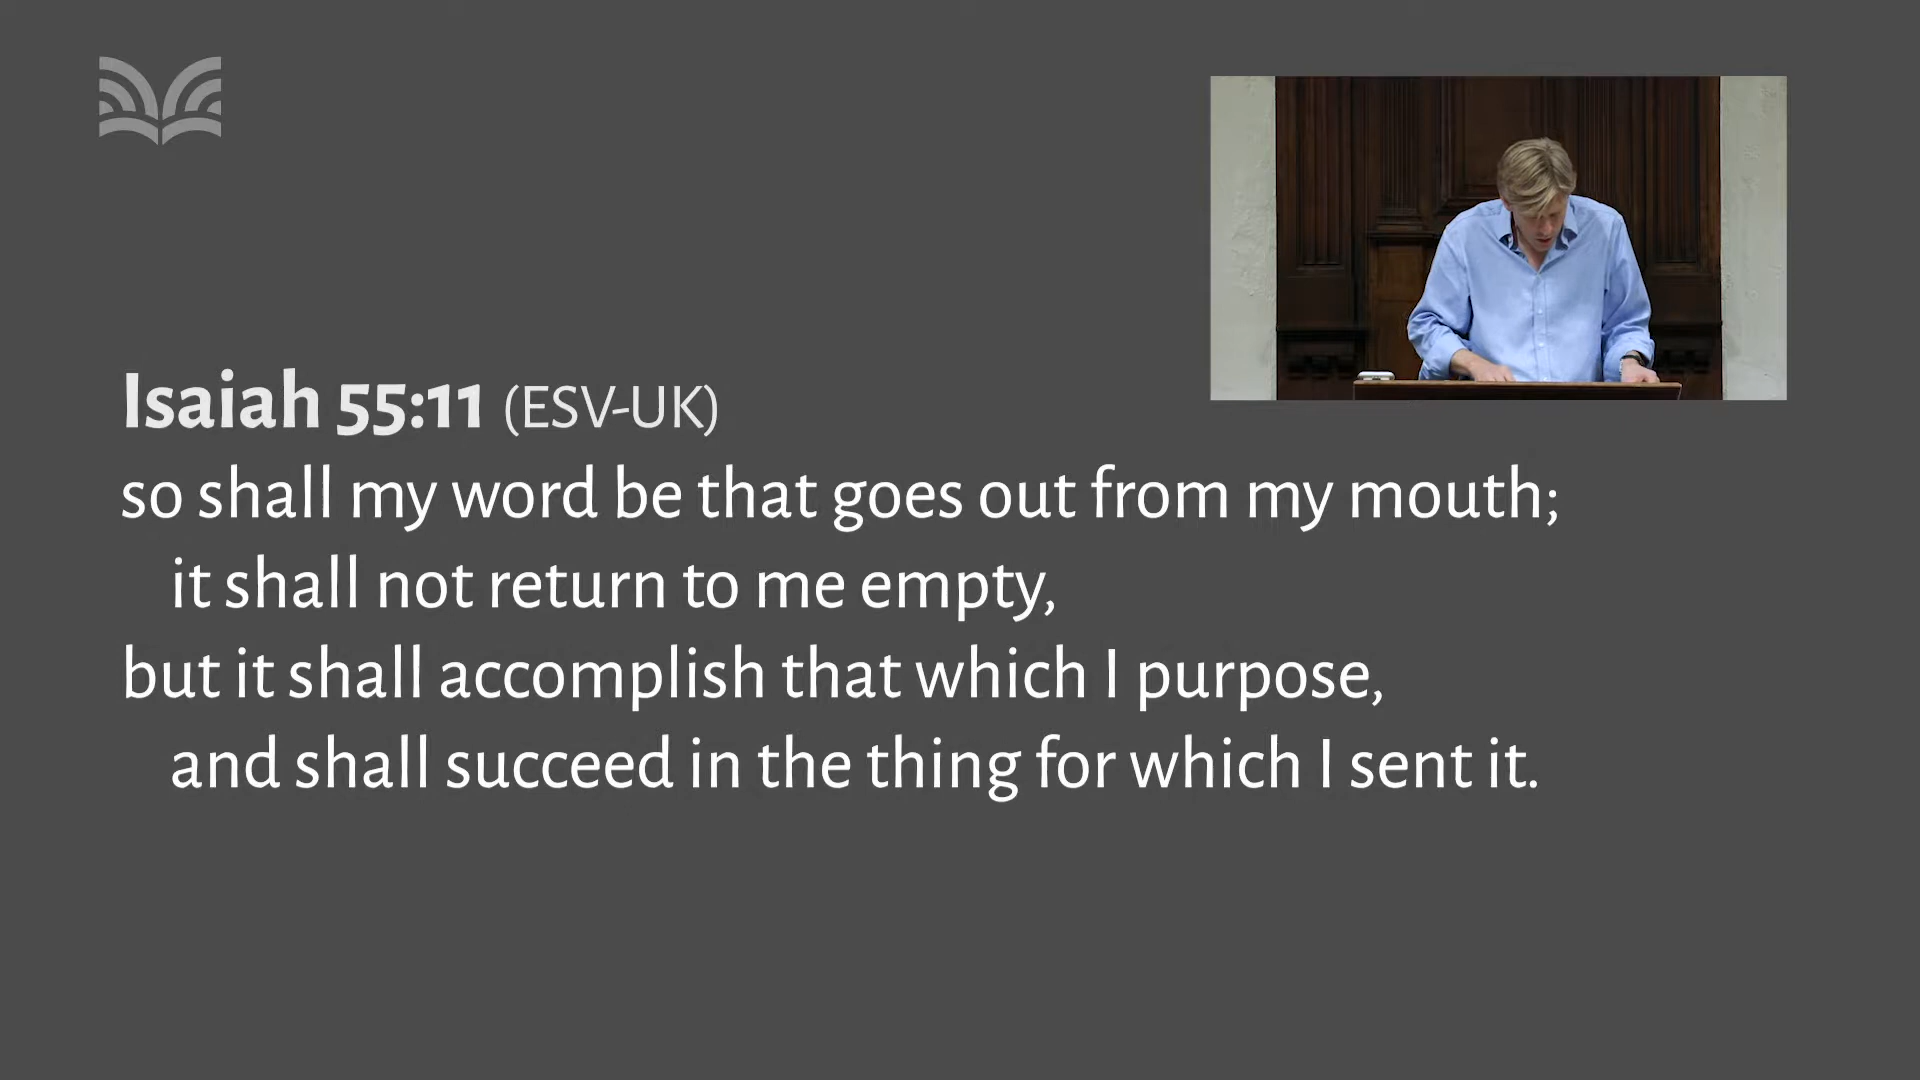 Isaiah 55:11 (ESV-UK)
so shall my word be that goes out from my mouth;
it shall not return to me empty,
but it shall accomplish that which I purpose,
and shall succeed in the thing for which I sent it.